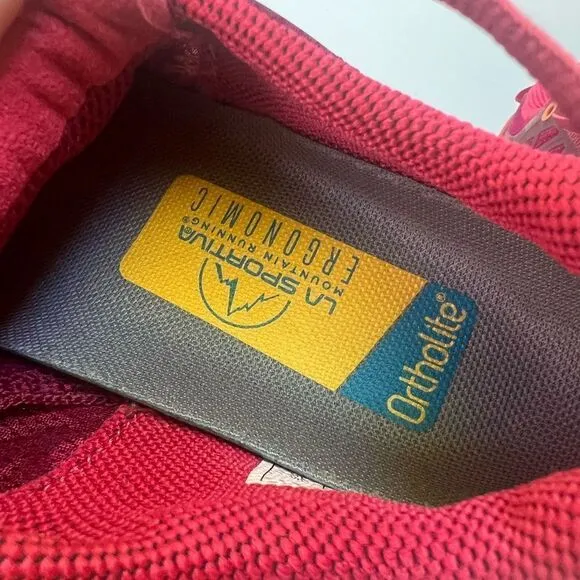 LA SPORTIVA
MOUNTAIN RUNNING®
ERGONOMIC
OrthoLite®